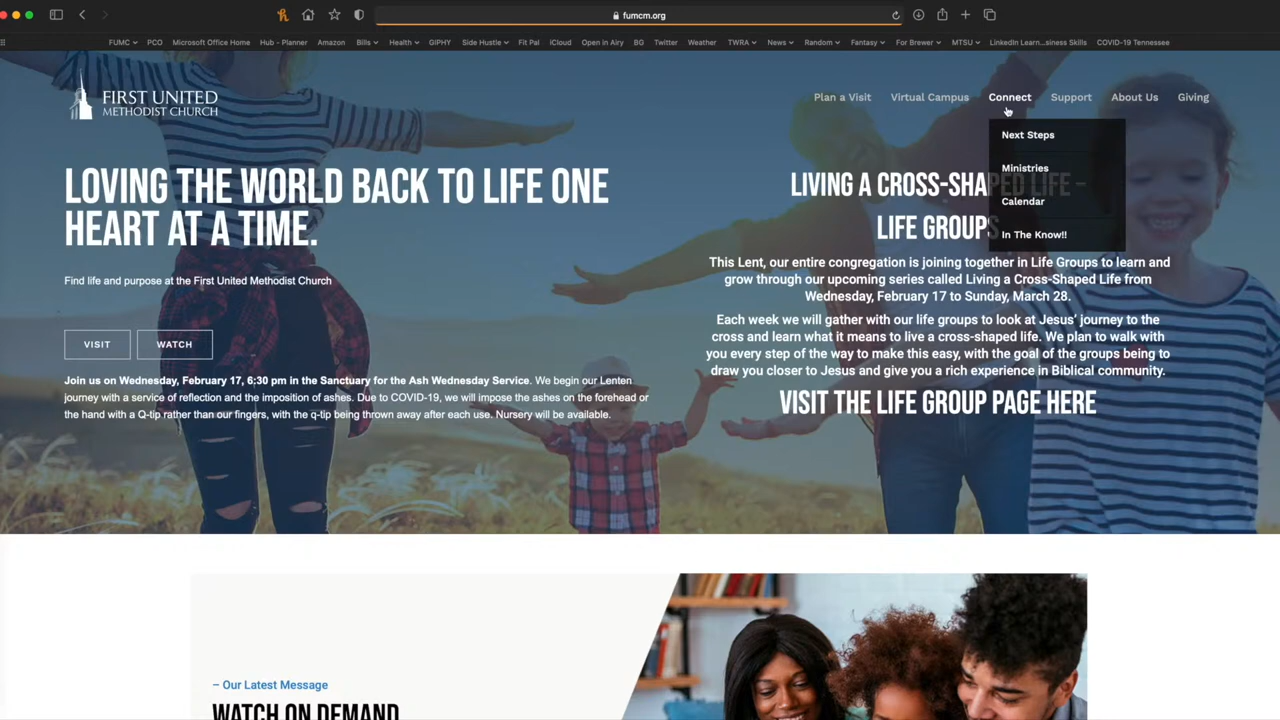 fumcm.org
FUMC PCO Microsoft Office Home Hub - Planner Amazon Bills Health GIPHY Side Hustle Fit Pal iCloud Open in Airy BG Twitter Weather TWRA News Random Fantasy For Brewer MTSU LinkedIn Learn...siness Skills COVID-19 Tennessee
FIRST UNITED
METHODIST CHURCH
Plan a Visit Virtual Campus Connect Support About Us Giving
Next Steps
Ministries
Calendar
In The Know!!
LOVING THE WORLD BACK TO LIFE ONE
HEART AT A TIME.
Find life and purpose at the First United Methodist Church
VISIT WATCH
Join us on Wednesday, February 17, 6:30 pm in the Sanctuary for the Ash Wednesday Service. We begin our Lenten
journey with a service of reflection and the imposition of ashes. Due to COVID-19, we will impose the ashes on the forehead or
the hand with a Q-tip rather than our fingers, with the q-tip being thrown away after each use. Nursery will be available.
LIVING A CROSS-SHAPED LIFE –
LIFE GROUPS
This Lent, our entire congregation is joining together in Life Groups to learn and
grow through our upcoming series called Living a Cross-Shaped Life from
Wednesday, February 17 to Sunday, March 28.
Each week we will gather with our life groups to look at Jesus' journey to the
cross and learn what it means to live a cross-shaped life. We plan to walk with
you every step of the way to make this easy, with the goal of the groups being to
draw you closer to Jesus and give you a rich experience in Biblical community.
VISIT THE LIFE GROUP PAGE HERE
– Our Latest Message
WATCH ON DEMAND